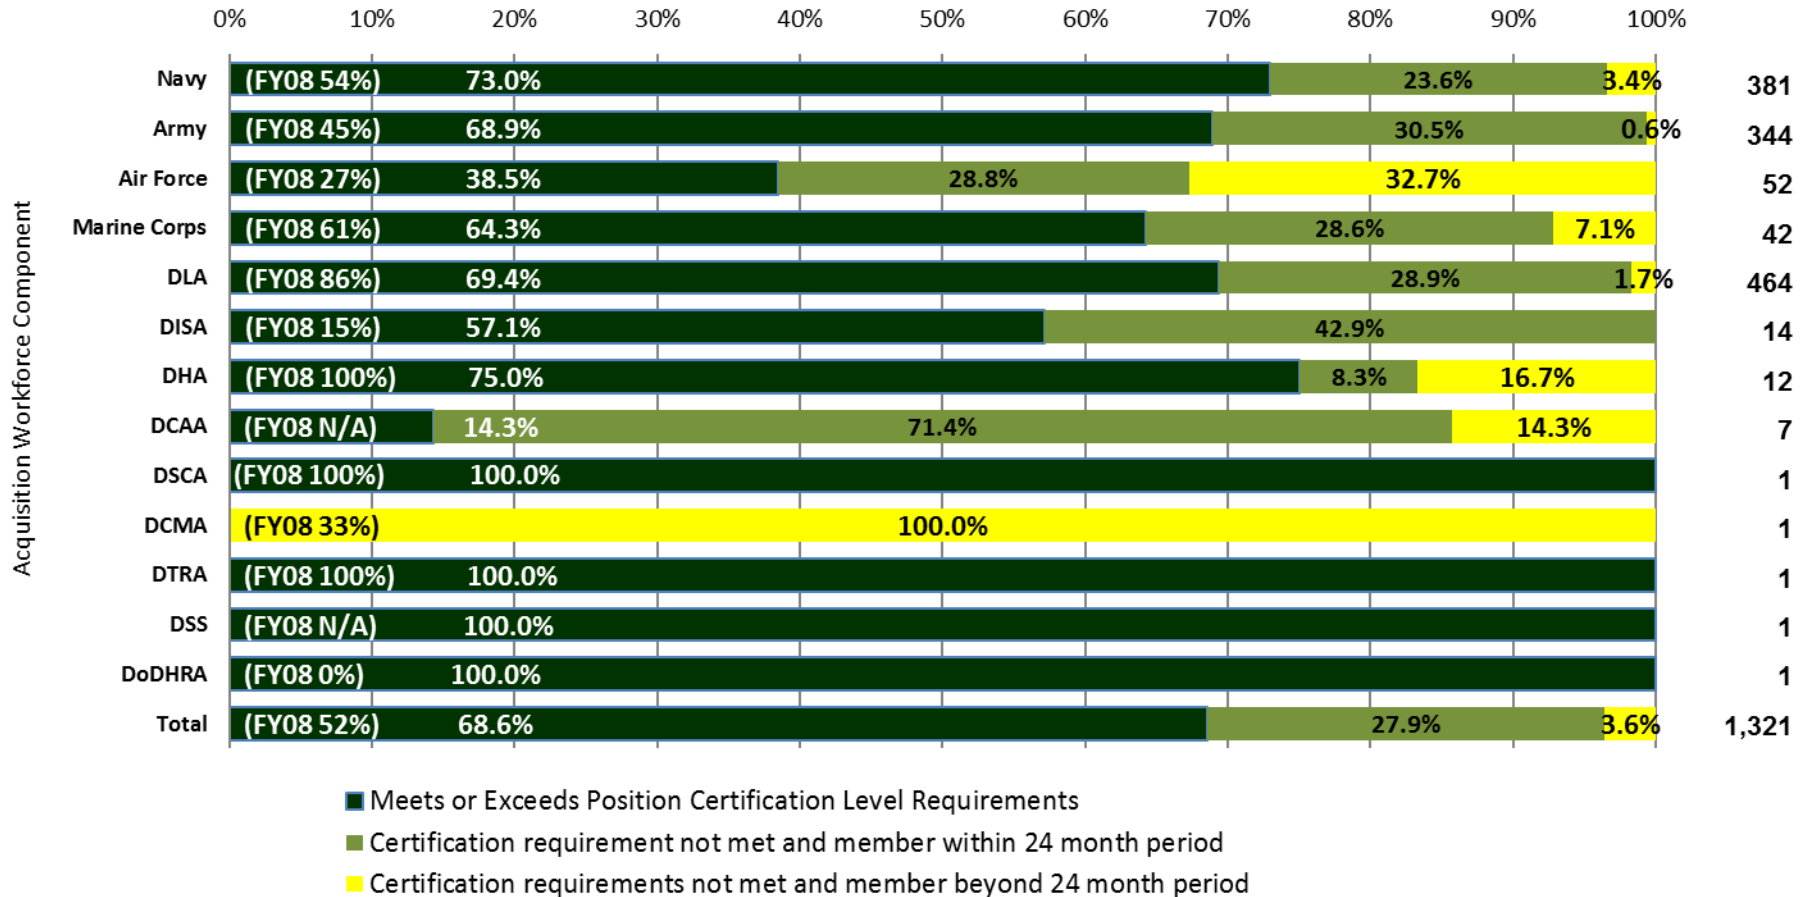 0% 10% 20% 30% 40% 50% 60% 70% 80% 90% 100%
Acquisition Workforce Component
Navy (FY08 54%) 73.0% 23.6% 3.4% 381
Army (FY08 45%) 68.9% 30.5% 0.6% 344
Air Force (FY08 27%) 38.5% 28.8% 32.7% 52
Marine Corps (FY08 61%) 64.3% 28.6% 7.1% 42
DLA (FY08 86%) 69.4% 28.9% 1.7% 464
DISA (FY08 15%) 57.1% 42.9% 14
DHA (FY08 100%) 75.0% 8.3% 16.7% 12
DCAA (FY08 N/A) 14.3% 71.4% 14.3% 7
DSCA (FY08 100%) 100.0% 1
DCMA (FY08 33%) 100.0% 1
DTRA (FY08 100%) 100.0% 1
DSS (FY08 N/A) 100.0% 1
DoDHRA (FY08 0%) 100.0% 1
Total (FY08 52%) 68.6% 27.9% 3.6% 1,321
Meets or Exceeds Position Certification Level Requirements
Certification requirement not met and member within 24 month period
Certification requirements not met and member beyond 24 month period